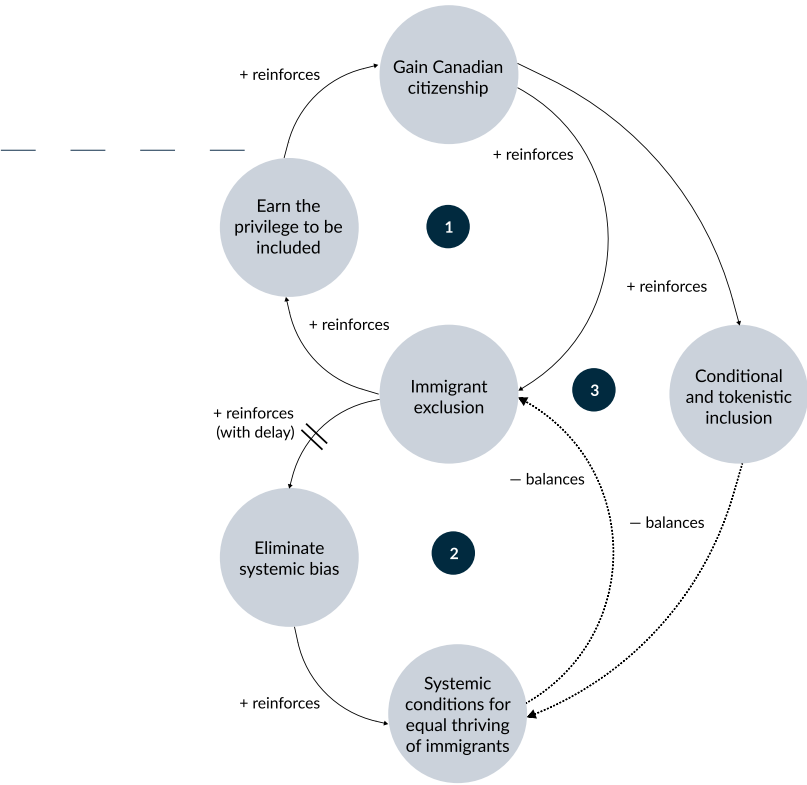 Gain Canadian
citizenship
+ reinforces
+ reinforces
Earn the
privilege to be
included
1
+ reinforces
+ reinforces
Immigrant
exclusion
3
Conditional
and tokenistic
inclusion
+ reinforces
(with delay)
— balances
— balances
Eliminate
systemic bias
2
+ reinforces
Systemic
conditions for
equal thriving
of immigrants